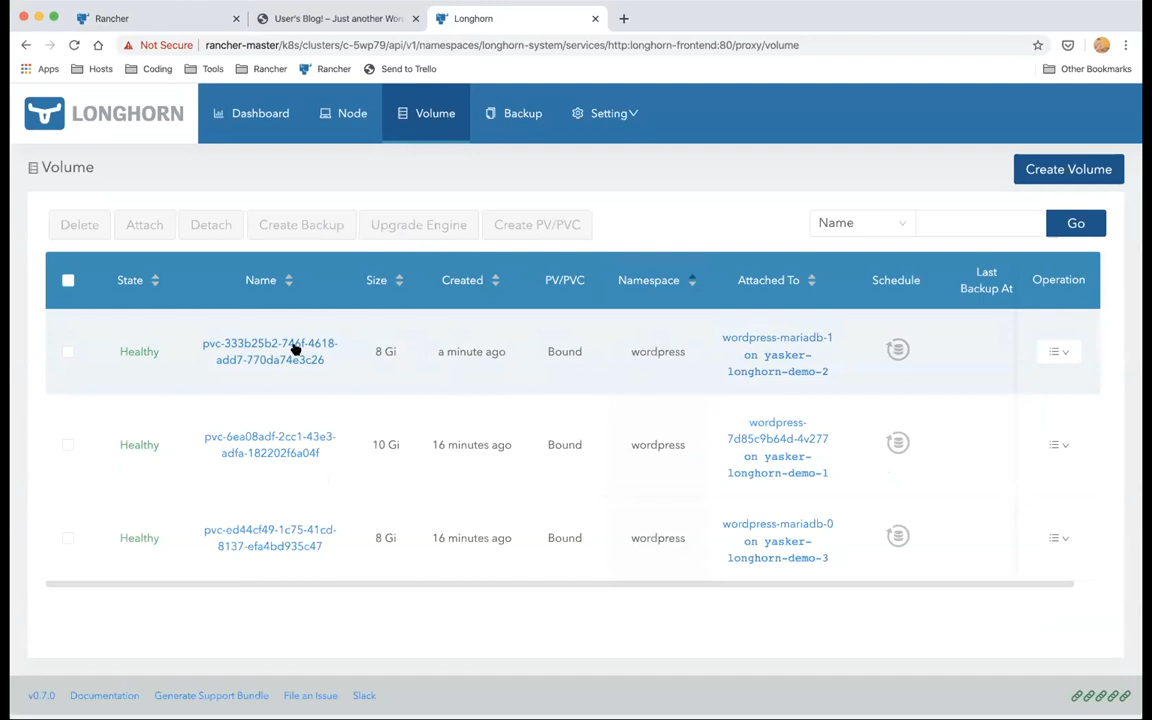 Rancher
User's Blog! – Just another Wor
Longhorn
Not Secure
rancher-master/k8s/clusters/c-5wp79/api/v1/namespaces/longhorn-system/services/http:longhorn-frontend:80/proxy/volume
Apps
Hosts
Coding
Tools
Rancher
Rancher
Send to Trello
Other Bookmarks
LONGHORN
Dashboard
Node
Volume
Backup
Setting
Volume
Create Volume
Delete
Attach
Detach
Create Backup
Upgrade Engine
Create PV/PVC
Name
Go
State
Name
Size
Created
PV/PVC
Namespace
Attached To
Schedule
Last
Backup At
Operation
Healthy
pvc-333b25b2-746f-4618-
add7-770da74e3c26
8 Gi
a minute ago
Bound
wordpress
wordpress-mariadb-1
on yasker-
longhorn-demo-2
Healthy
pvc-6ea08adf-2cc1-43e3-
adfa-182202f6a04f
10 Gi
16 minutes ago
Bound
wordpress
wordpress-
7d85c9b64d-4v277
on yasker-
longhorn-demo-1
Healthy
pvc-ed44cf49-1c75-41cd-
8137-efa4bd935c47
8 Gi
16 minutes ago
Bound
wordpress
wordpress-mariadb-0
on yasker-
longhorn-demo-3
v0.7.0
Documentation
Generate Support Bundle
File an Issue
Slack